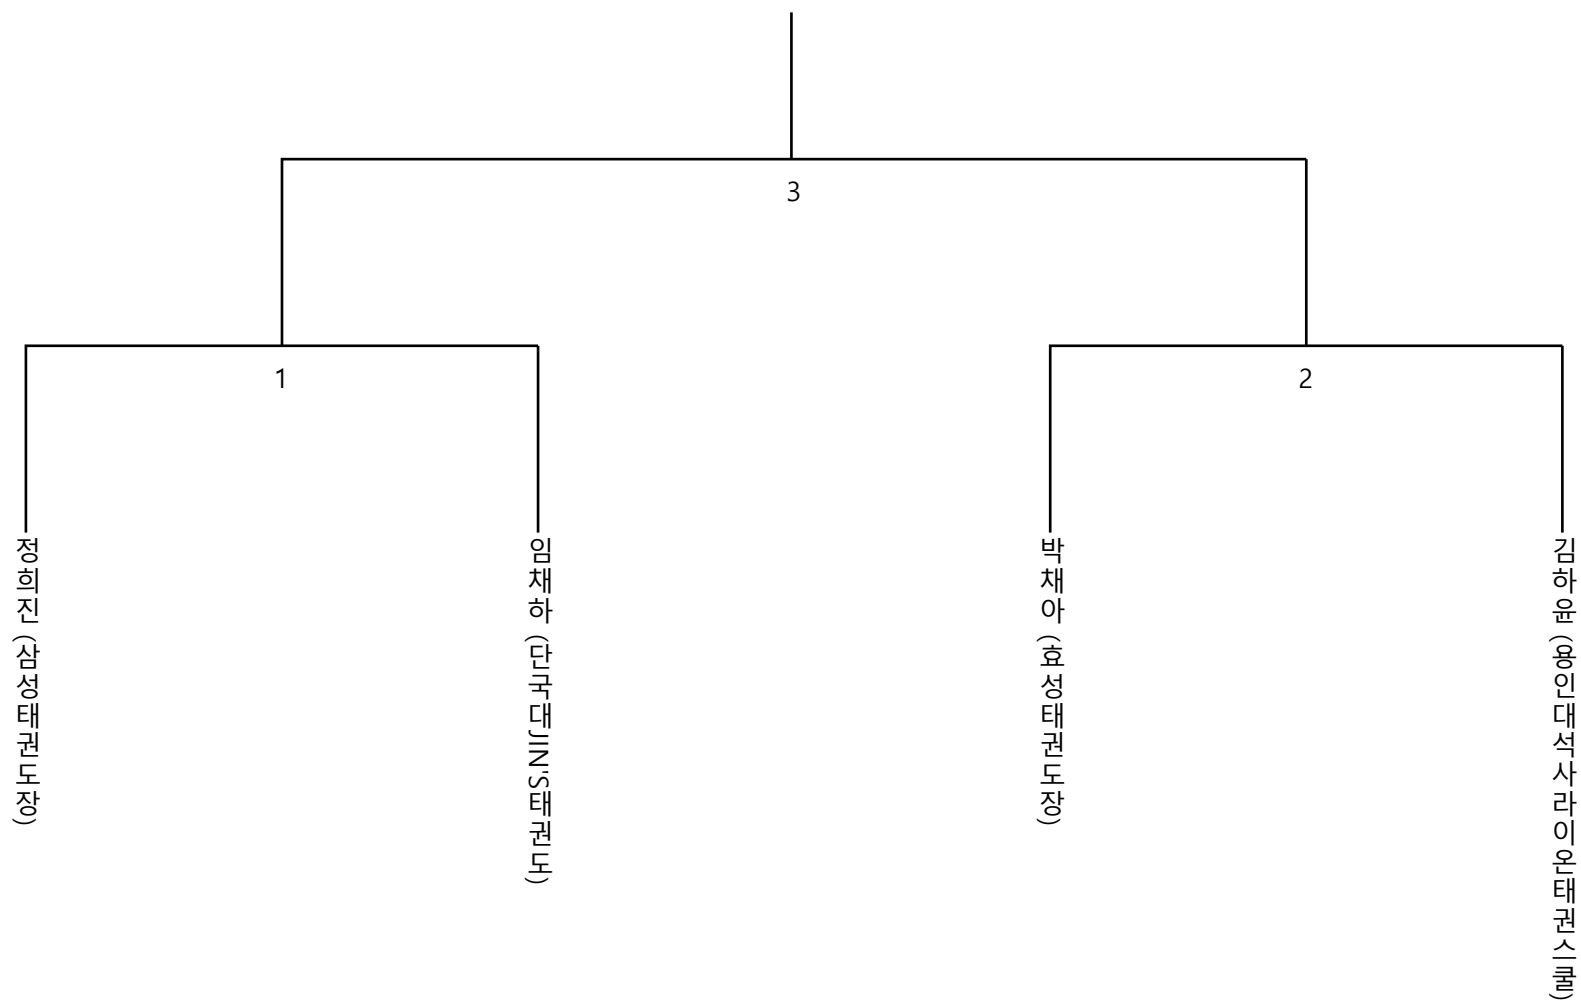 3
1
2
정희진 (삼성태권도장)
임채하 (단국대JIN'S태권도)
박채아 (효성태권도장)
김하윤 (용인대석사라이온태권스쿨)